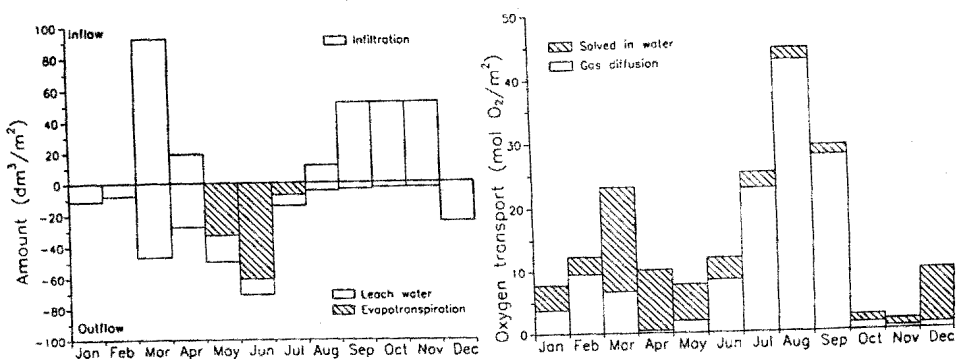 Amount (dm³/m²)
100
80
60
40
20
0
-20
-40
-60
-80
-100
Inflow
Infiltration
Leach water
Evapotranspiration
Outflow
Jan Feb Mar Apr May Jun Jul Aug Sep Oct Nov Dec
Oxygen transport (mol O₂/m²)
50
40
30
20
10
0
Solved in water
Gas diffusion
Jan Feb Mar Apr May Jun Jul Aug Sep Oct Nov Dec